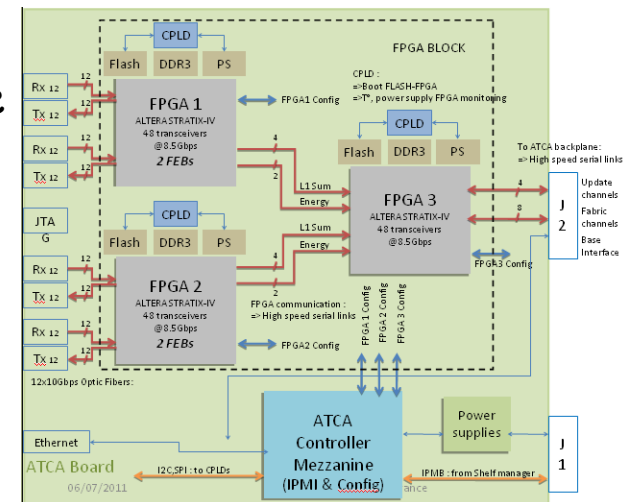 CPLD
FPGA BLOCK
Flash DDR3 PS
CPLD :
=>Boot FLASH-FPGA
=>T°, power supply FPGA monitoring
Rx 12
12
Tx 12
12
FPGA 1
ALTERA STRATIX-IV
48 transceivers
@8.5Gbps
2 FEBs
FPGA1 Config
CPLD
Flash DDR3 PS
Rx 12
12
Tx 12
12
4
2
L1Sum
Energy
To ATCA backplane:
=> High speed serial links
FPGA 3
ALTERA STRATIX-IV
48 transceivers
@8.5Gbps
4
8
J
2
Update
channels
Fabric
channels
Base
Interface
FPGA3 Config
JTA
G
CPLD
Flash DDR3 PS
L1Sum
Energy
4
2
Rx 12
12
Tx 12
12
FPGA 2
ALTERA STRATIX-IV
48 transceivers
@8.5Gbps
2 FEBs
FPGA communication :
=> High speed serial links
FPGA 1 Config
FPGA 2 Config
FPGA 3 Config
Rx 12
12
Tx 12
12
FPGA2 Config
12x10Gbps Optic Fibers:
Ethernet
ATCA
Controller
Mezzanine
(IPMI & Config)
Power
supplies
J
1
ATCA Board
I2C,SPI : to CPLDs
IPMB : from Shelf manager
06/07/2011